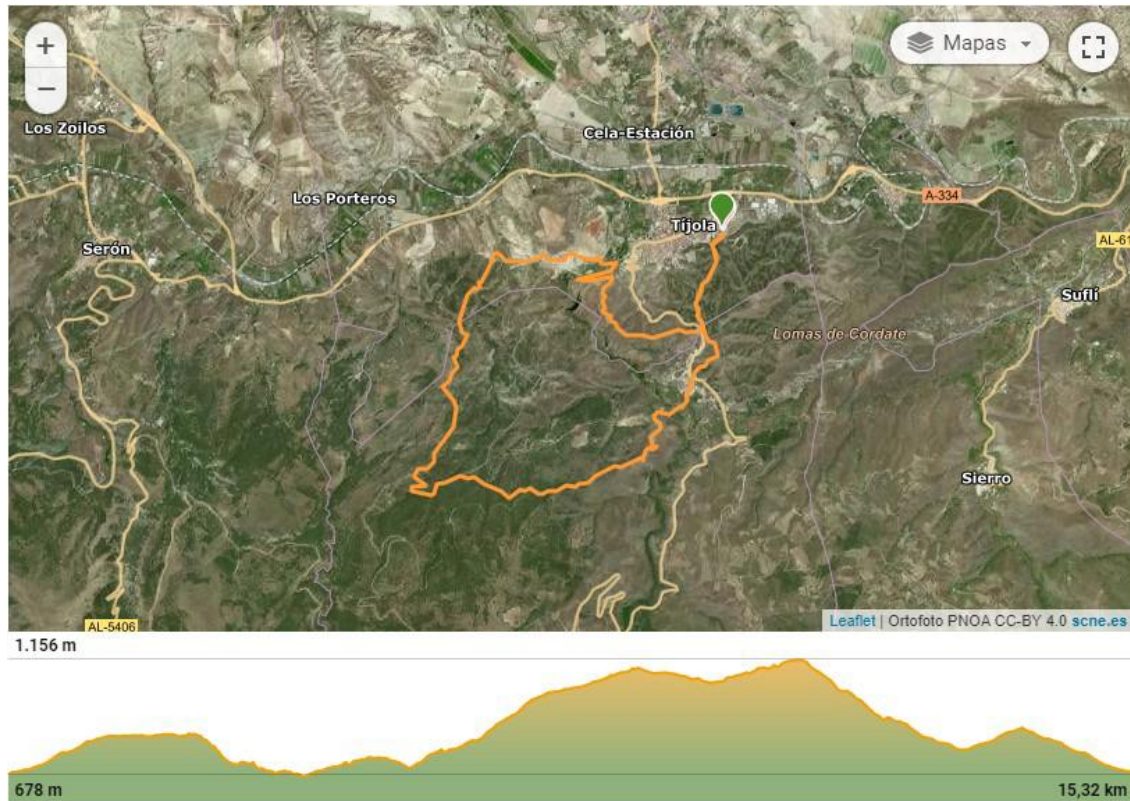 +
Mapas
−
Los Zoilos
Cela-Estación
Los Porteros
A-334
Tíjola
Serón
AL-61
Suflí
Lomas de Cordate
Sierro
AL-5406
Leaflet | Ortofoto PNOA CC-BY 4.0 scne.es
1.156 m
678 m
15,32 km